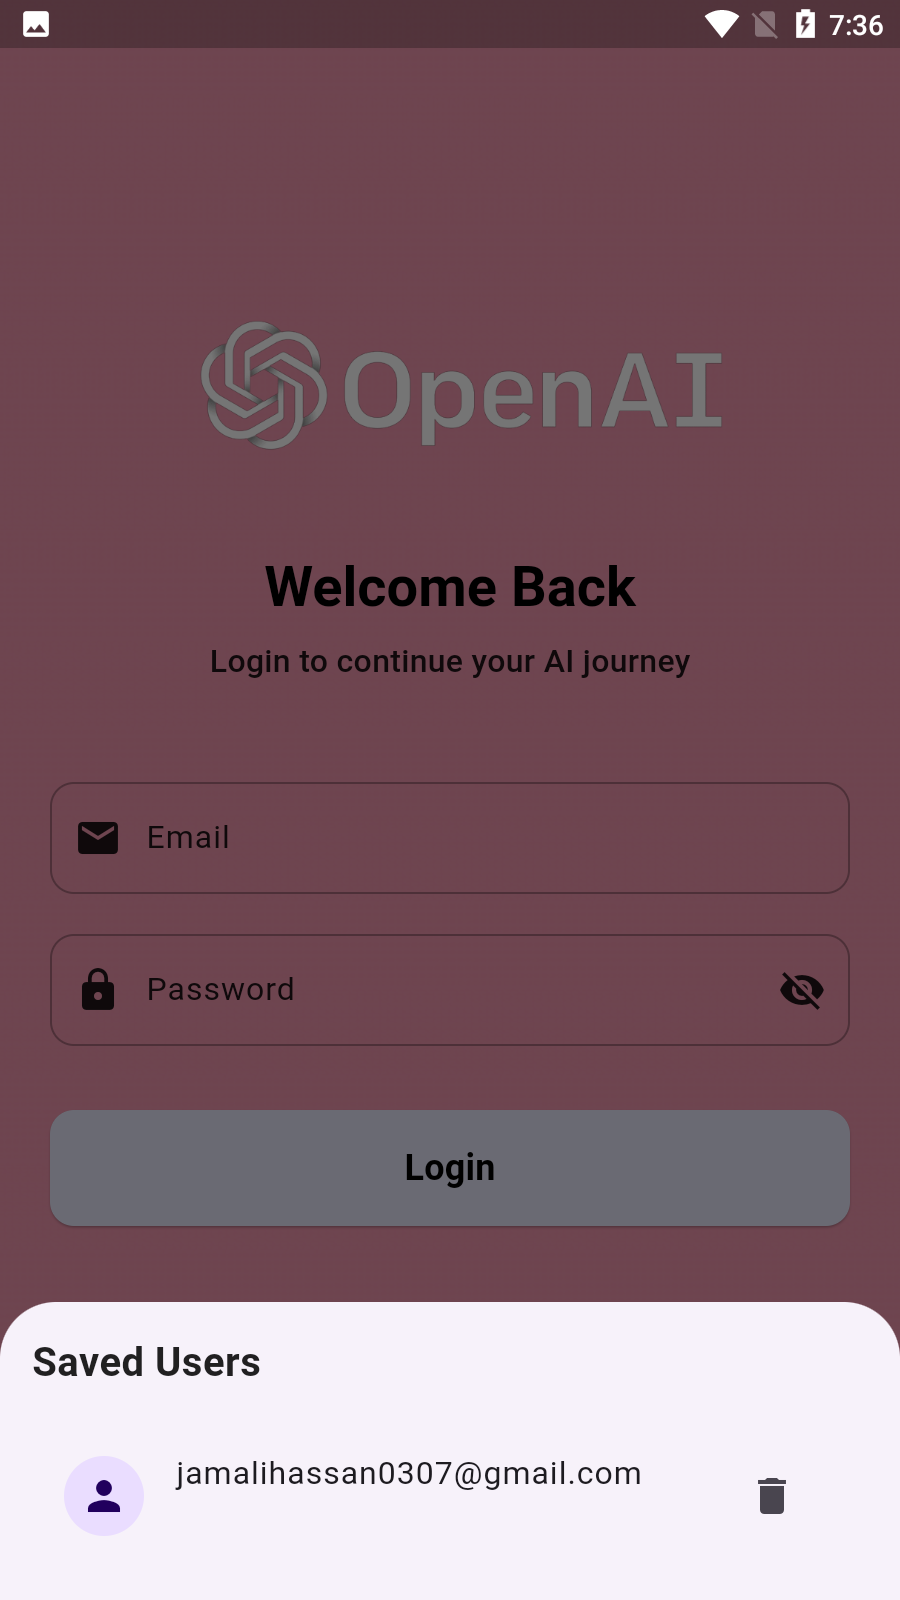 7:36
OpenAI
Welcome Back
Login to continue your AI journey
Email
Password
Login
Saved Users
jamalihassan0307@gmail.com